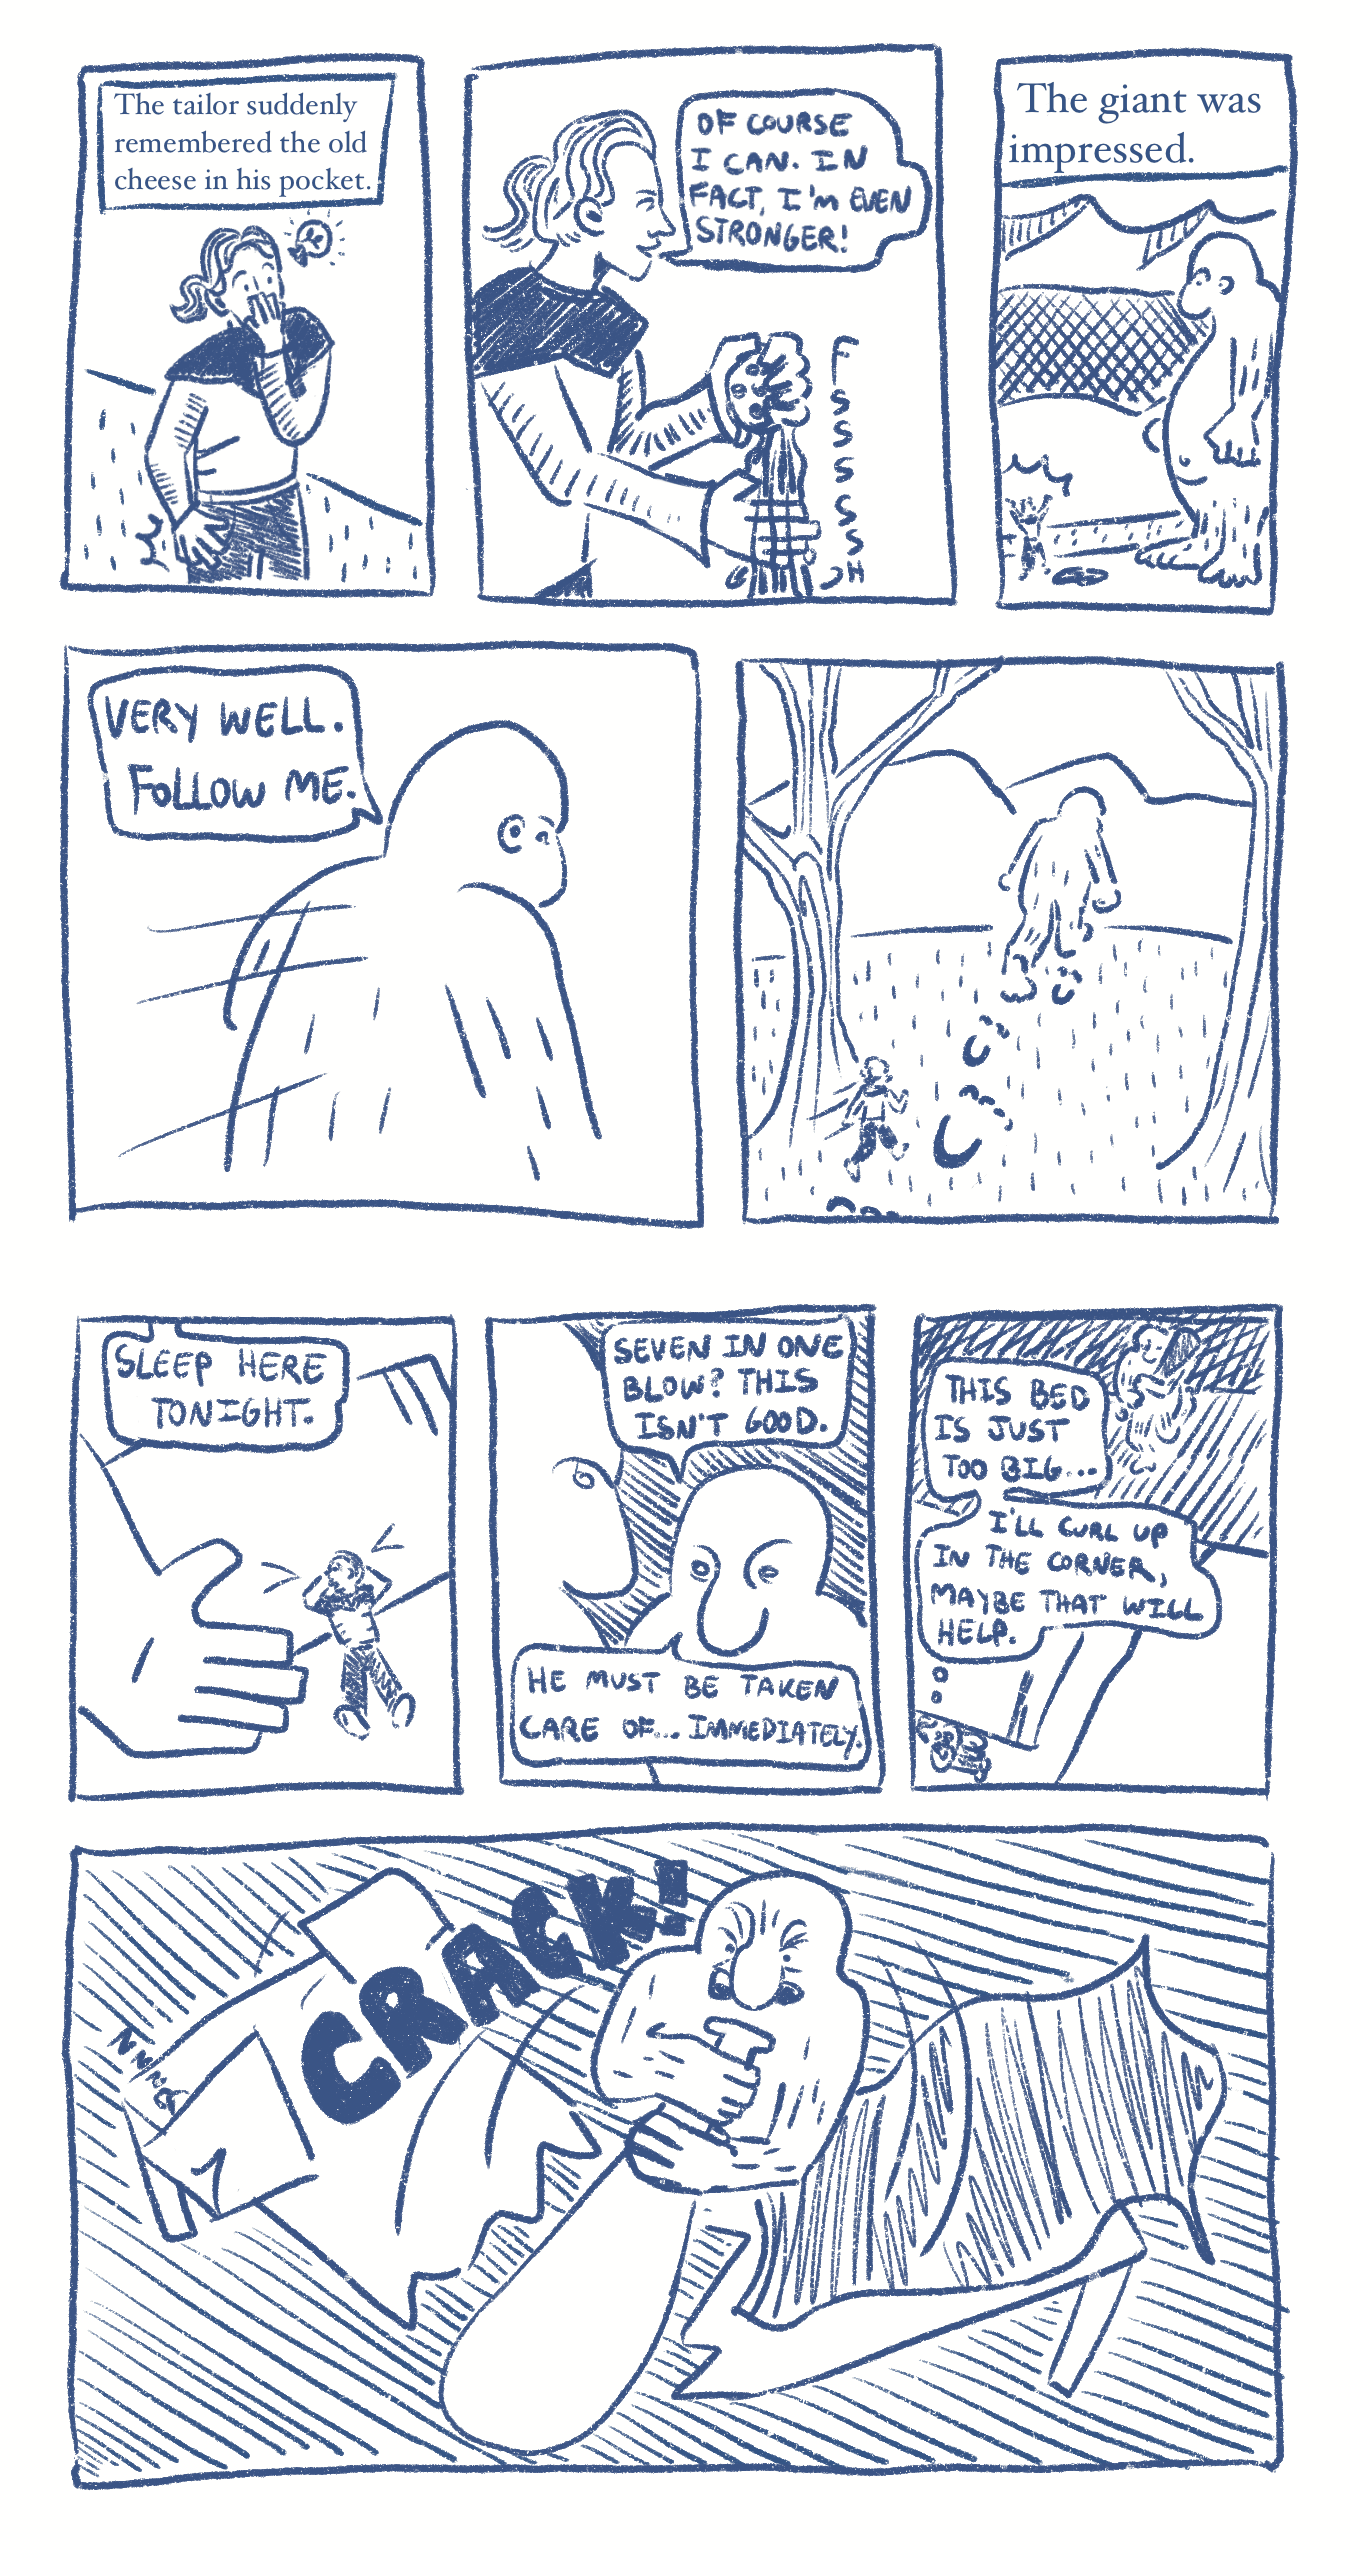 The tailor suddenly
remembered the old
cheese in his pocket.
OF COURSE
I CAN. IN
FACT, I'M EVEN
STRONGER!
FSSSSSSH
The giant was
impressed.
VERY WELL.
FOLLOW ME.
SLEEP HERE
TONIGHT.
SEVEN IN ONE
BLOW? THIS
ISN'T GOOD.
HE MUST BE TAKEN
CARE OF... IMMEDIATELY.
THIS BED
IS JUST
TOO BIG...
I'LL CURL UP
IN THE CORNER,
MAYBE THAT WILL
HELP.
CRACK!